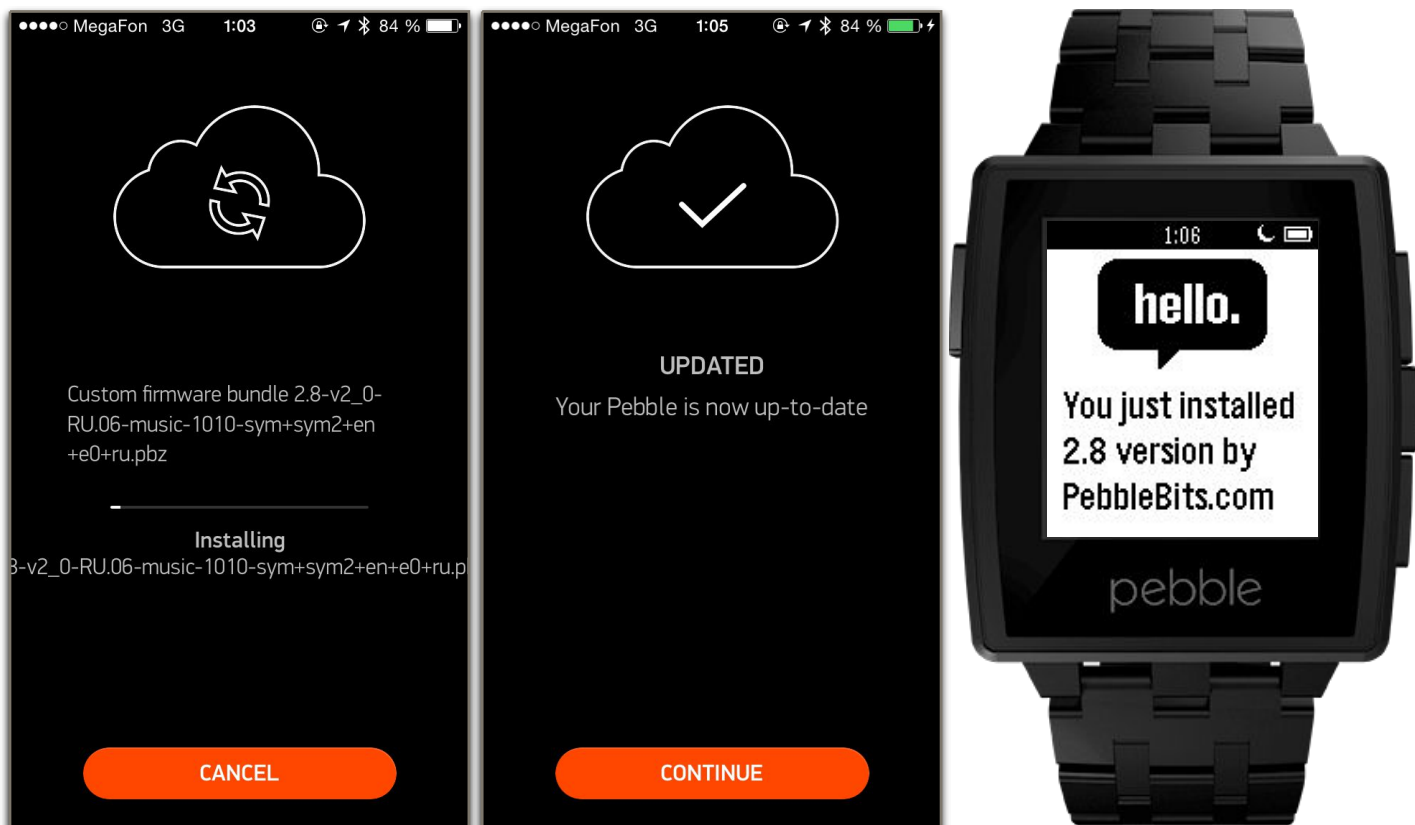 MegaFon 3G 1:03 84 %
Custom firmware bundle 2.8-v2_0-
RU.06-music-1010-sym+sym2+en
+e0+ru.pbz
Installing
8-v2_0-RU.06-music-1010-sym+sym2+en+e0+ru.p
CANCEL
MegaFon 3G 1:05 84 %
UPDATED
Your Pebble is now up-to-date
CONTINUE
1:06
hello.
You just installed
2.8 version by
PebbleBits.com
pebble